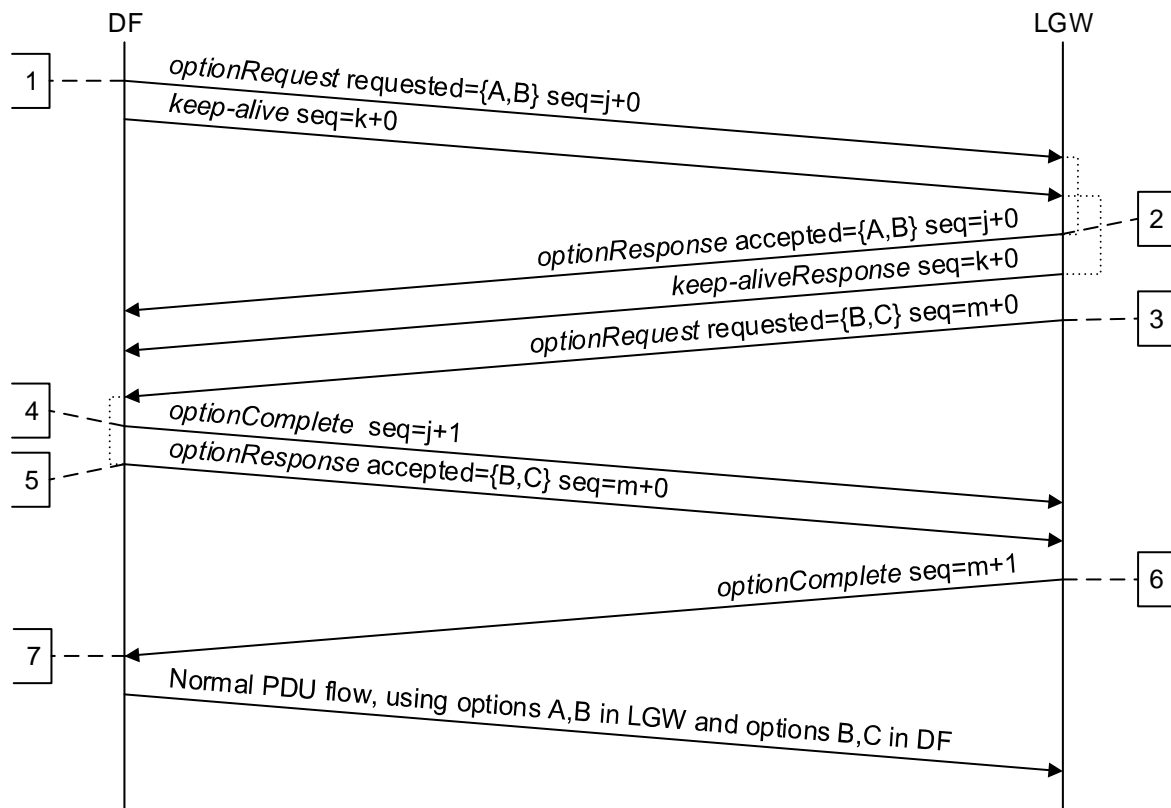 DF
LGW
1
optionRequest requested={A,B} seq=j+0
keep-alive seq=k+0
2
optionResponse accepted={A,B} seq=j+0
keep-aliveResponse seq=k+0
3
optionRequest requested={B,C} seq=m+0
4
optionComplete seq=j+1
5
optionResponse accepted={B,C} seq=m+0
6
optionComplete seq=m+1
7
Normal PDU flow, using options A,B in LGW and options B,C in DF